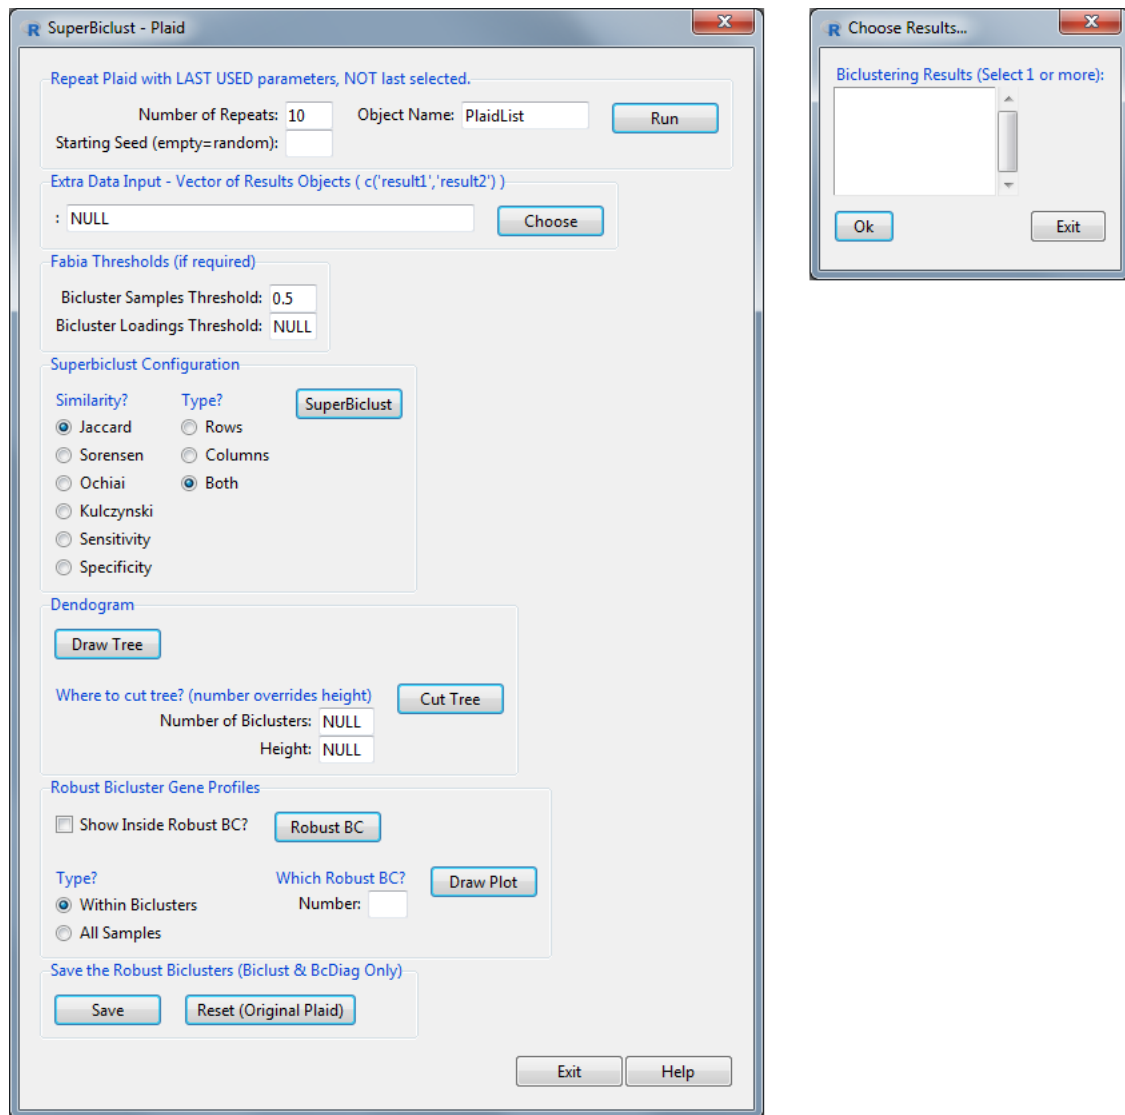 SuperBiclust - Plaid
Repeat Plaid with LAST USED parameters, NOT last selected.
Number of Repeats: 10 Object Name: PlaidList Run
Starting Seed (empty=random):
Extra Data Input - Vector of Results Objects ( c('result1','result2') )
: NULL Choose
Fabia Thresholds (if required)
Bicluster Samples Threshold: 0.5
Bicluster Loadings Threshold: NULL
Superbiclust Configuration
Similarity? Type? SuperBiclust
Jaccard Rows
Sorensen Columns
Ochiai Both
Kulczynski
Sensitivity
Specificity
Dendogram
Draw Tree
Where to cut tree? (number overrides height) Cut Tree
Number of Biclusters: NULL
Height: NULL
Robust Bicluster Gene Profiles
Show Inside Robust BC? Robust BC
Type? Which Robust BC? Draw Plot
Within Biclusters Number:
All Samples
Save the Robust Biclusters (Biclust & BcDiag Only)
Save Reset (Original Plaid)
Exit Help
Choose Results...
Biclustering Results (Select 1 or more):
Ok Exit